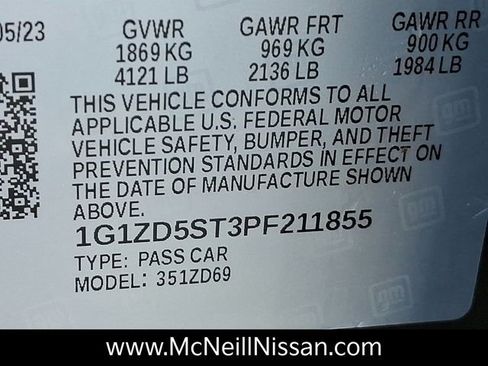 05/23 GVWR GAWR FRT GAWR RR
1869 KG 969 KG 900 KG
4121 LB 2136 LB 1984 LB
THIS VEHICLE CONFORMS TO ALL
APPLICABLE U.S. FEDERAL MOTOR
VEHICLE SAFETY, BUMPER, AND THEFT
PREVENTION STANDARDS IN EFFECT ON
THE DATE OF MANUFACTURE SHOWN
ABOVE.
1G1ZD5ST3PF211855
TYPE: PASS CAR
MODEL: 351ZD69
gm
www.McNeillNissan.com